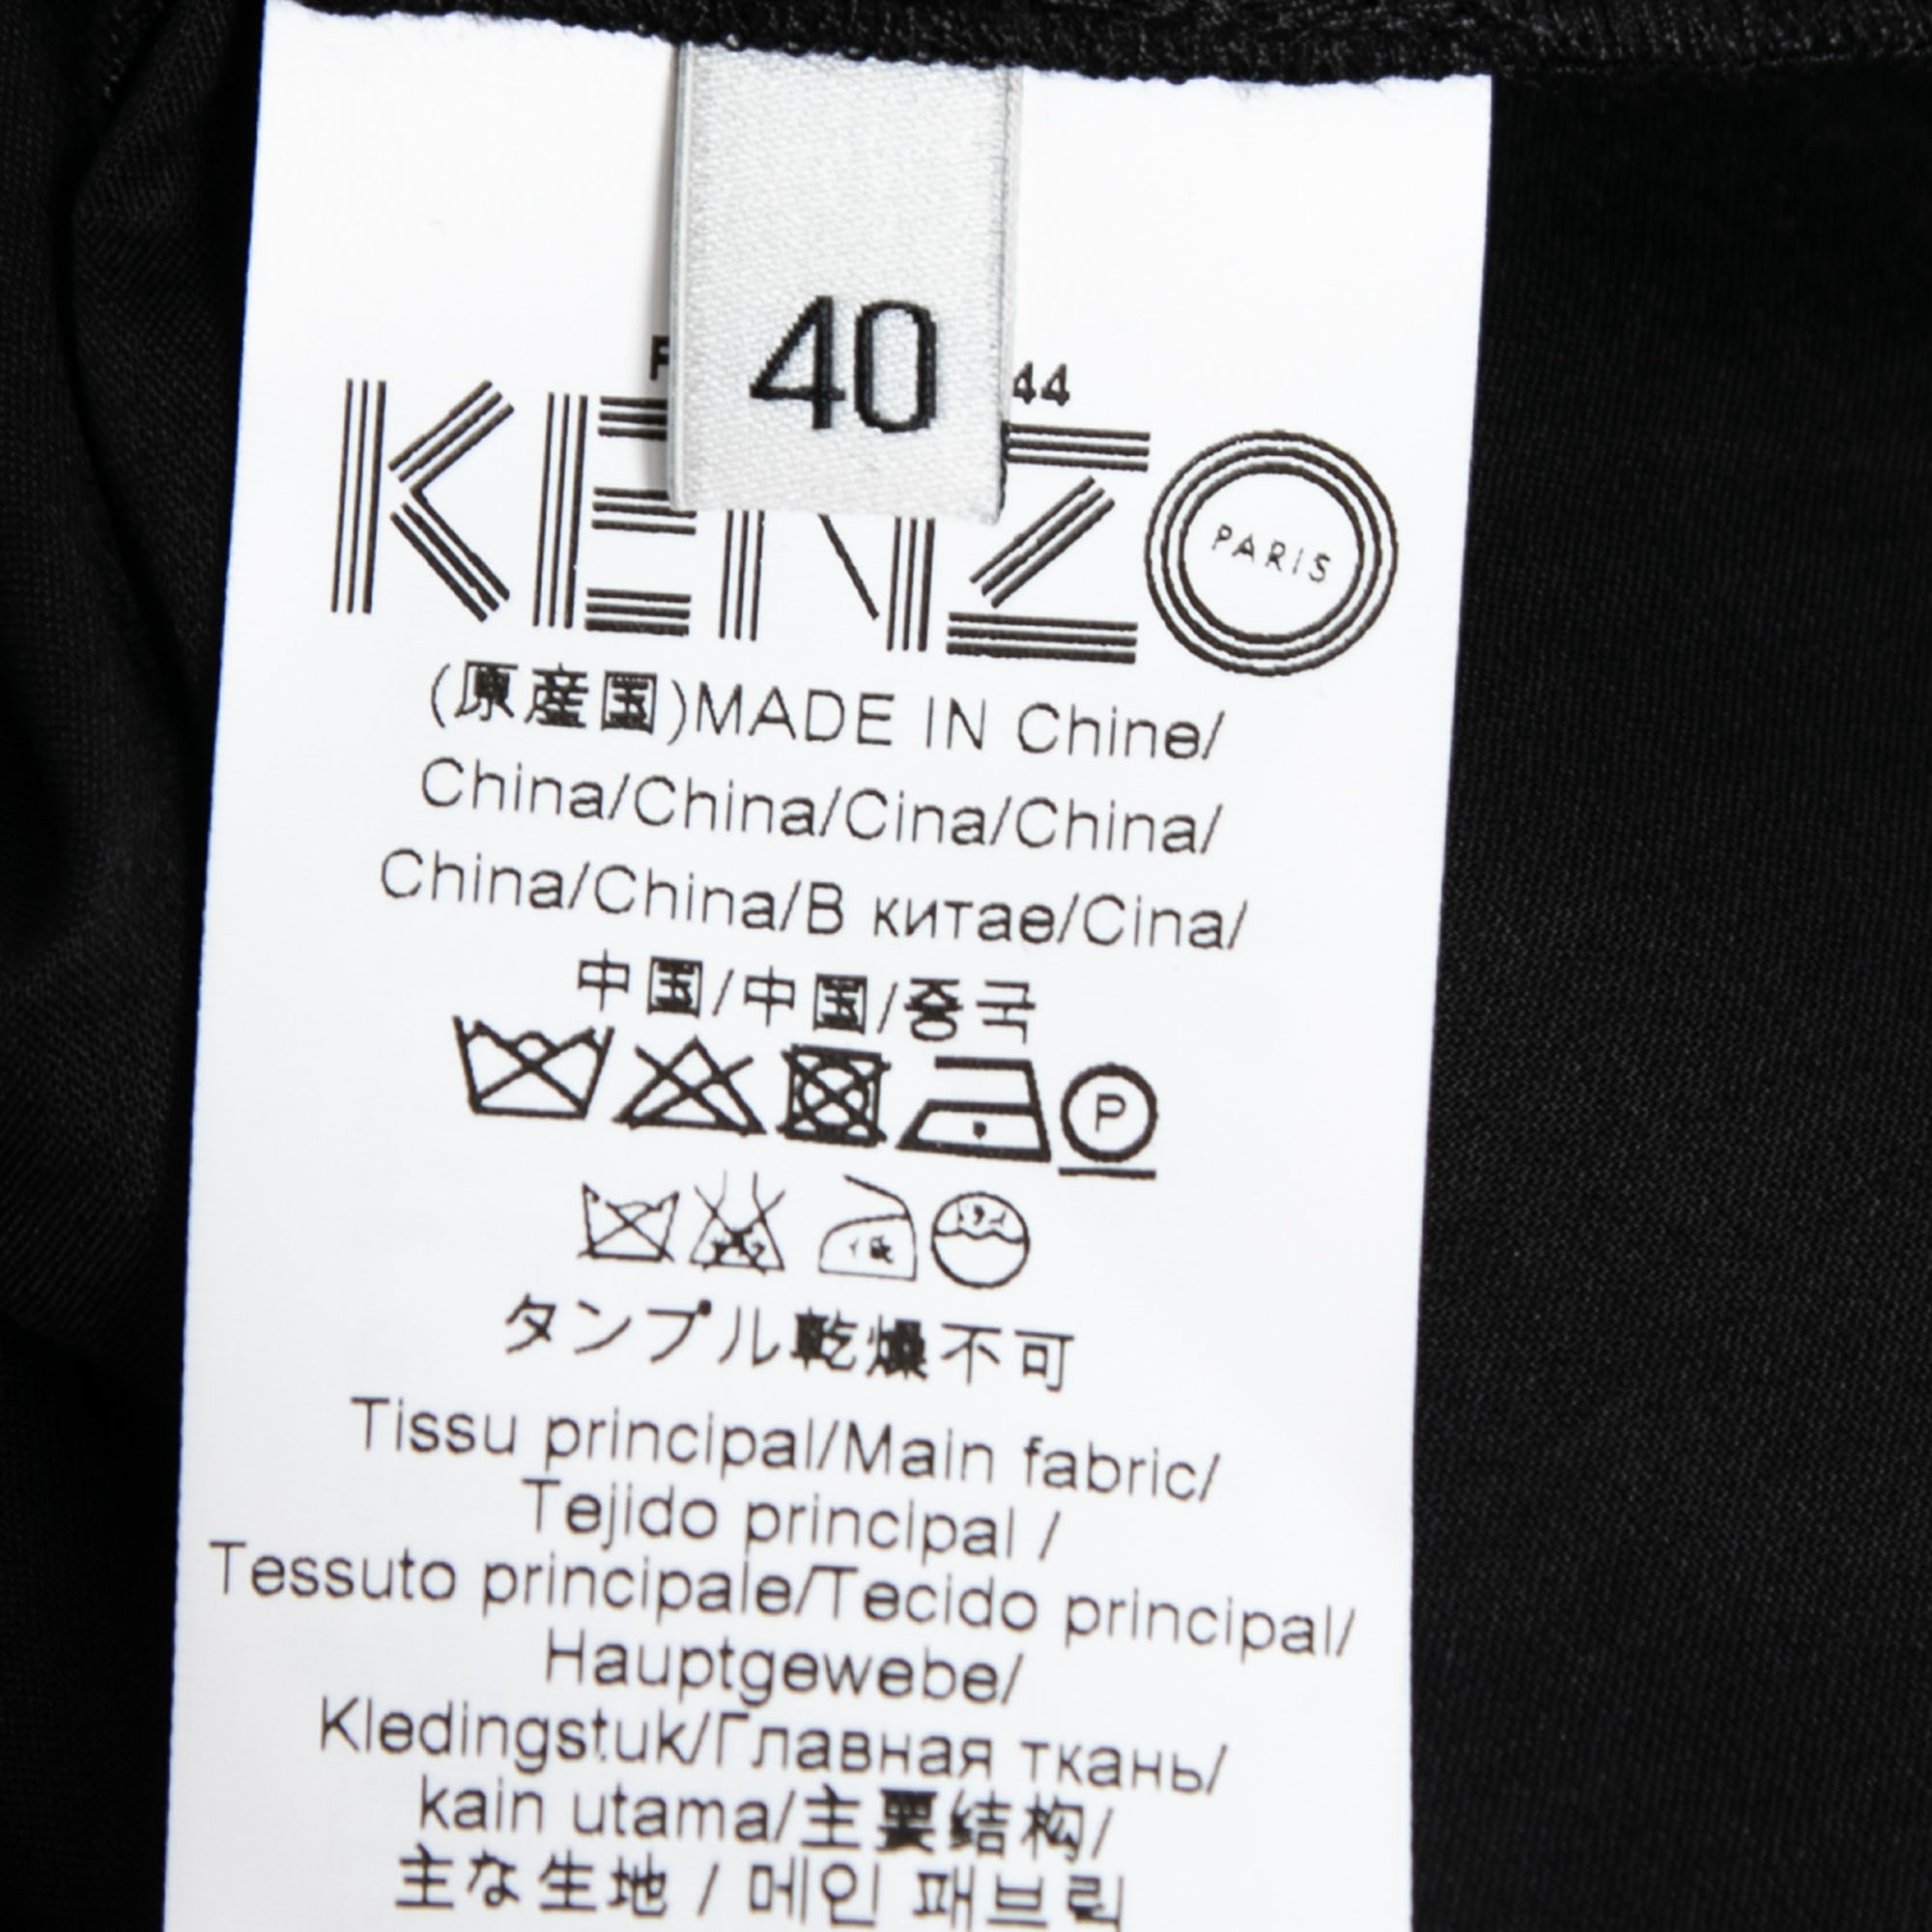 40
44
KENZO
PARIS
(原産国)MADE IN Chine/
China/China/Cina/China/
China/China/В китае/Cina/
中国/中国/중국
P
タンプル乾燥不可
Tissu principal/Main fabric/
Tejido principal /
Tessuto principale/Tecido principal/
Hauptgewebe/
Kledingstuk/Главная ткань/
kain utama/主要结构/
主な生地 / 메인 패브릭